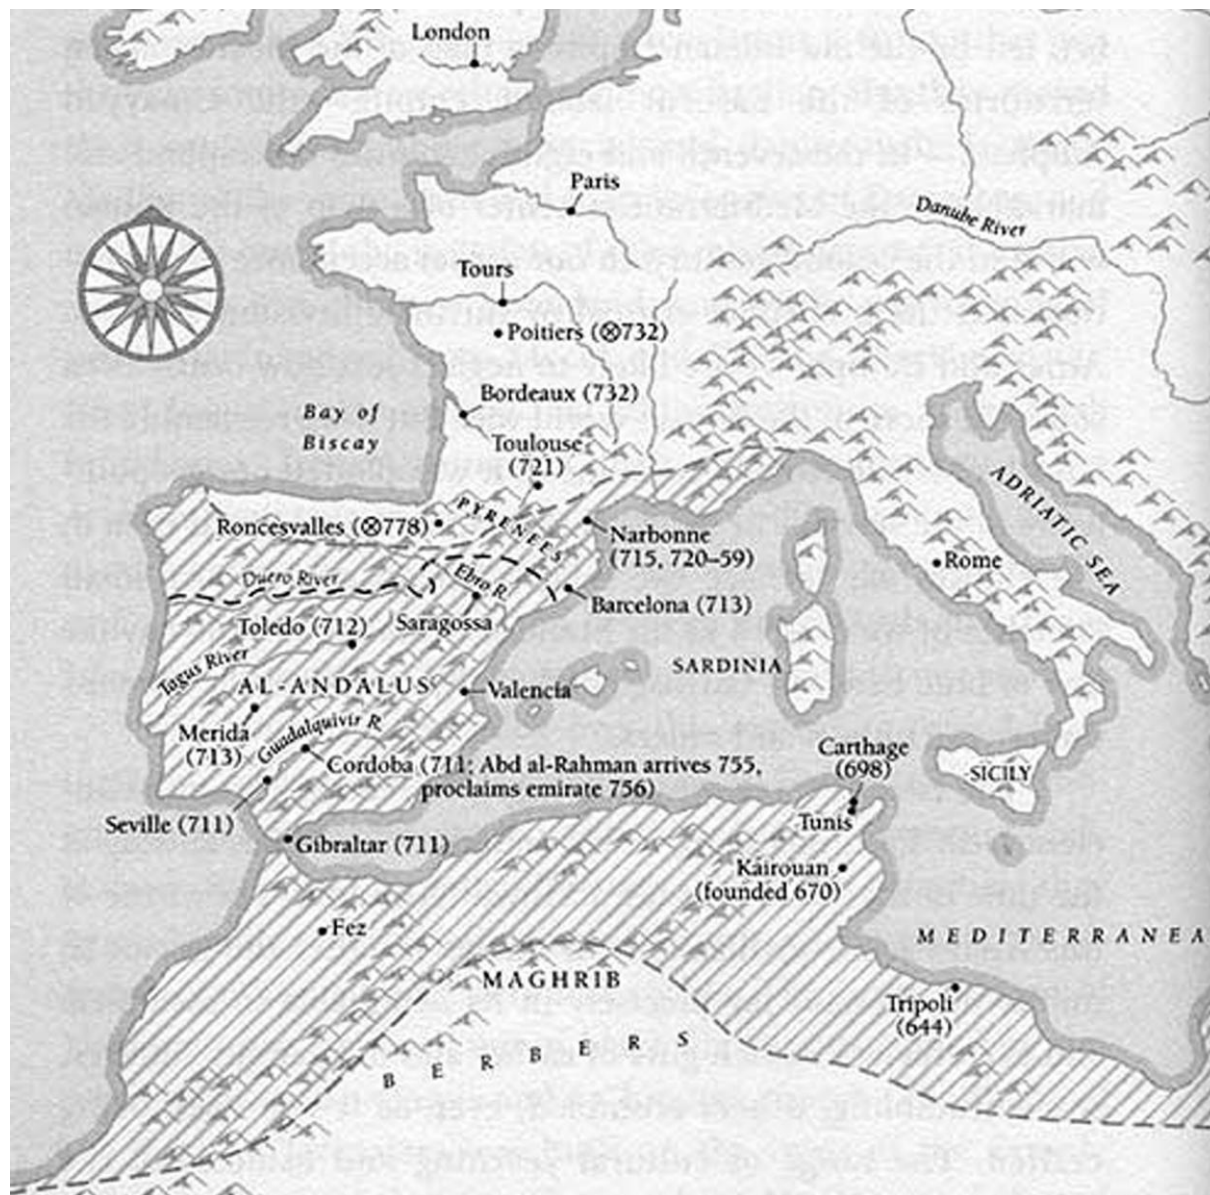 London
Paris
Danube River
Tours
Poitiers (⊗732)
Bordeaux (732)
Bay of
Biscay
Toulouse
(721)
ADRIATIC SEA
PYRENEES
Roncesvalles (⊗778)
Narbonne
(715, 720–59)
Rome
Duero River
Ebro R.
Barcelona (713)
Saragossa
Toledo (712)
Tagus River
SARDINIA
AL-ANDALUS
Valencia
Merida
(713)
Guadalquivir R.
Carthage
(698)
Cordoba (711; Abd al-Rahman arrives 755,
proclaims emirate 756)
SICILY
Seville (711)
Tunis
Gibraltar (711)
Kairouan
(founded 670)
Fez
MEDITERRANEA
MAGHRIB
Tripoli
(644)
BERBERS